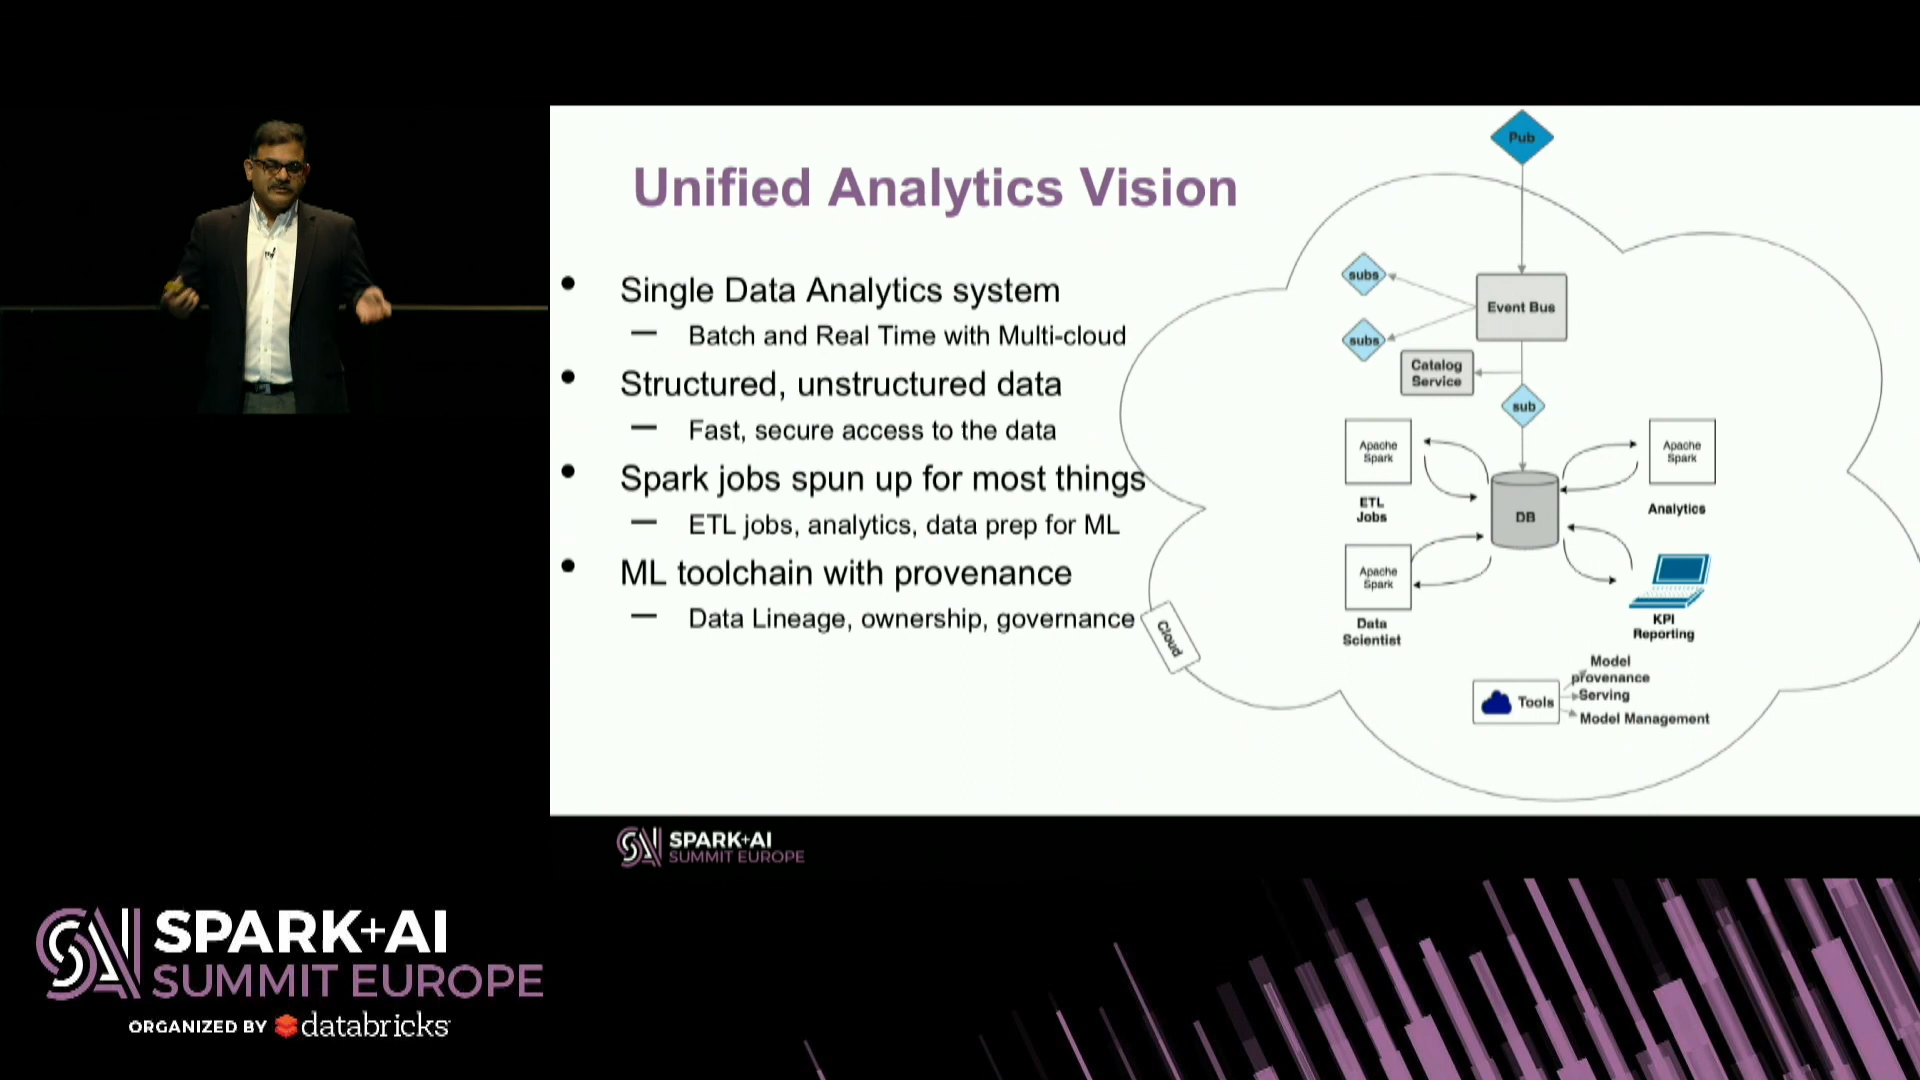 Unified Analytics Vision
• Single Data Analytics system
— Batch and Real Time with Multi-cloud
• Structured, unstructured data
— Fast, secure access to the data
• Spark jobs spun up for most things
— ETL jobs, analytics, data prep for ML
• ML toolchain with provenance
— Data Lineage, ownership, governance
Pub
subs
Event Bus
subs
Catalog
Service
sub
Apache
Spark
ETL
Jobs
Apache
Spark
Analytics
DB
Apache
Spark
Data
Scientist
KPI
Reporting
Cloud
Tools
Model
provenance
Serving
Model Management
SPARK+AI
SUMMIT EUROPE
SPARK+AI
SUMMIT EUROPE
ORGANIZED BY databricks